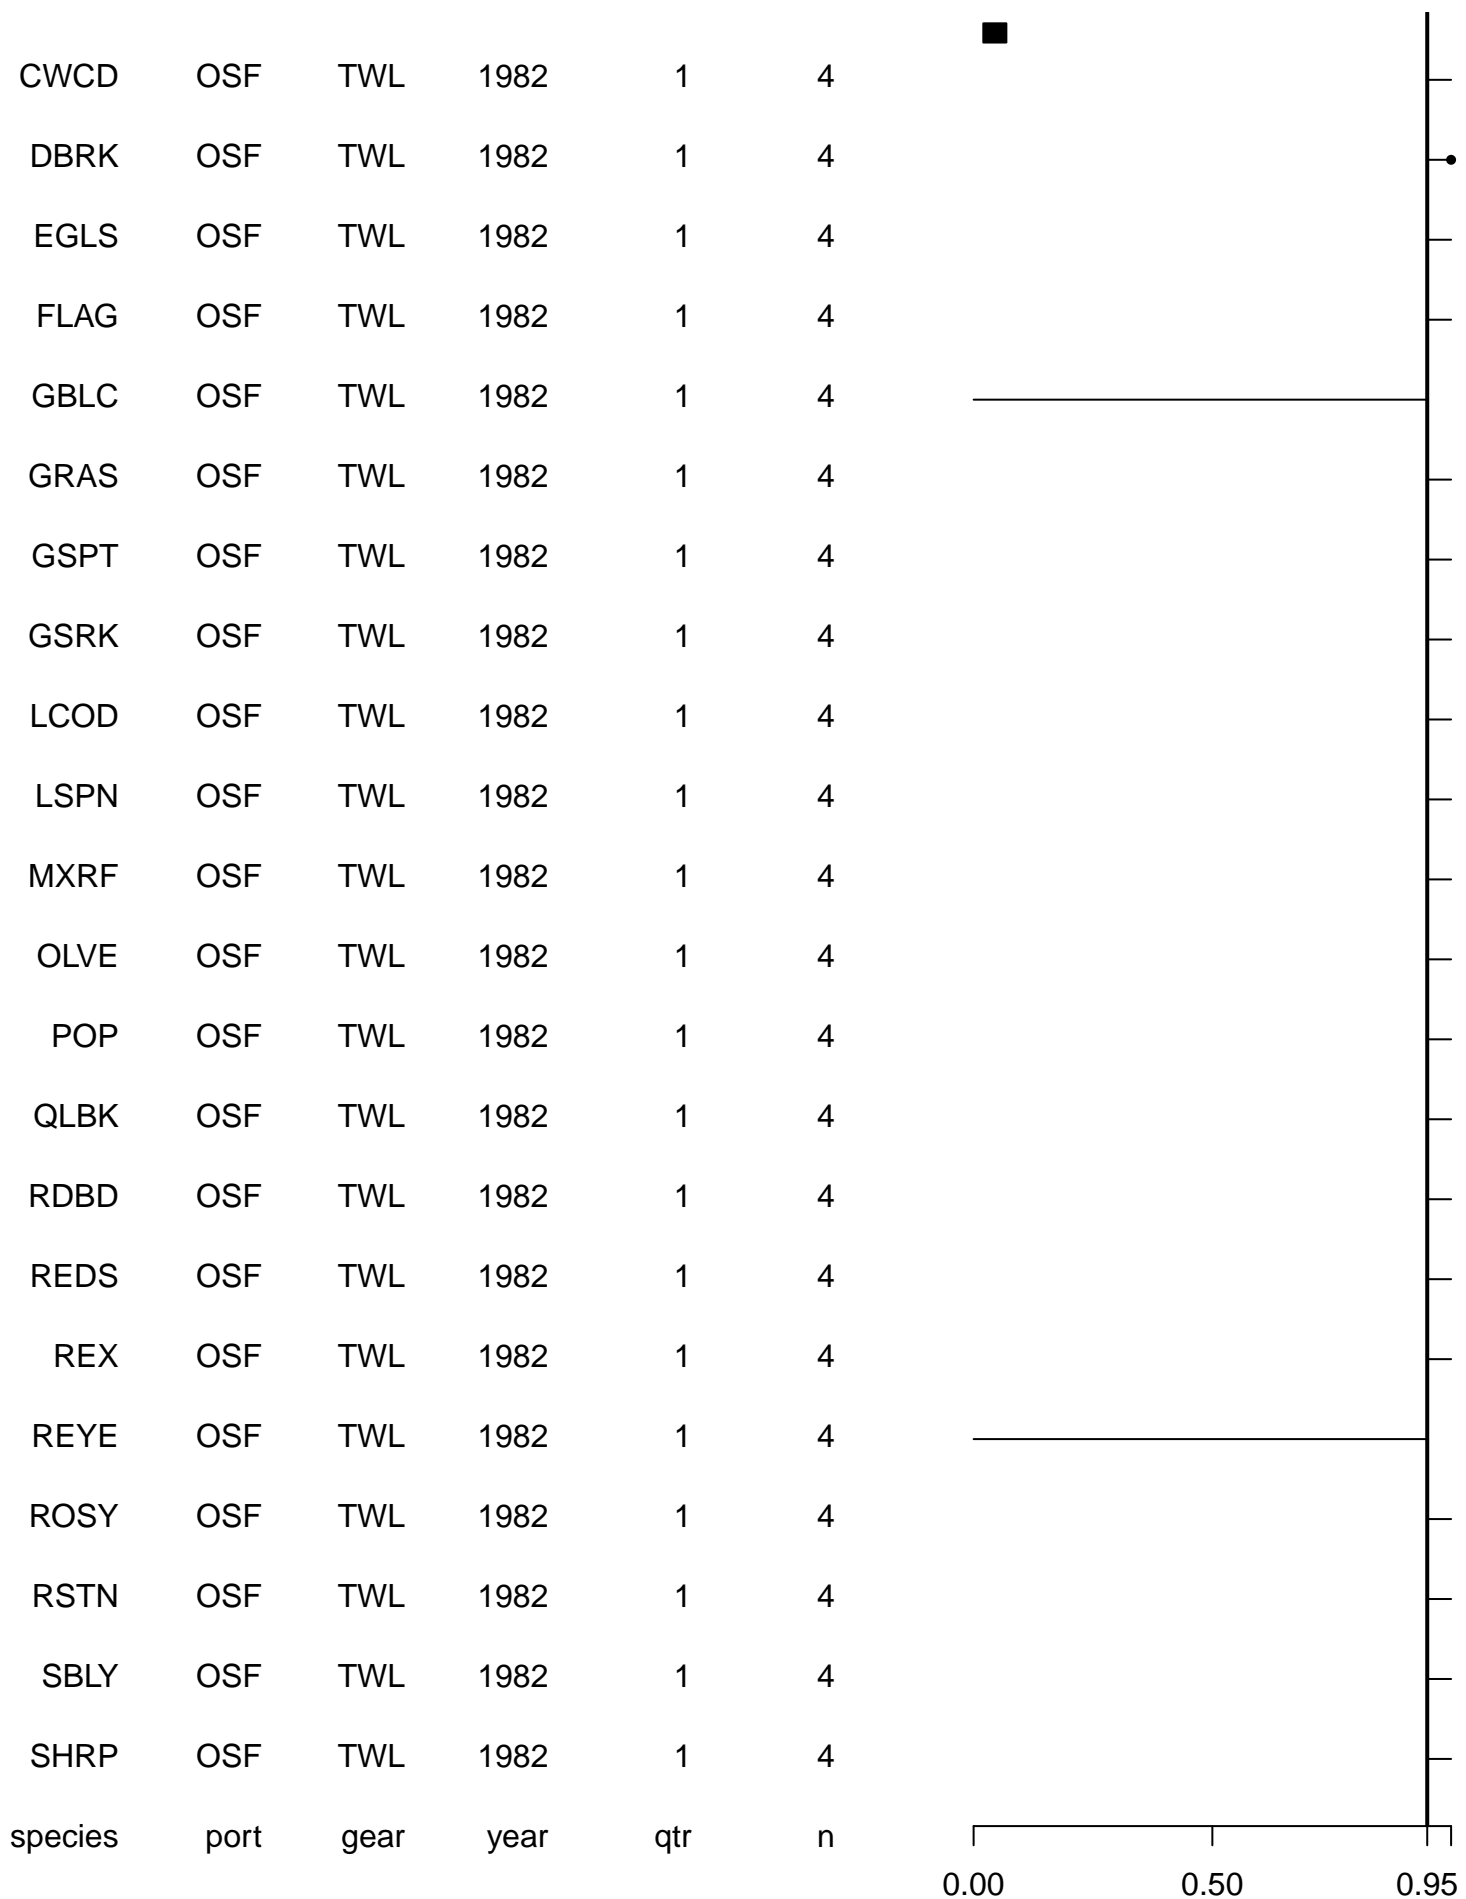 CWCD OSF TWL 1982 1 4
DBRK OSF TWL 1982 1 4
EGLS OSF TWL 1982 1 4
FLAG OSF TWL 1982 1 4
GBLC OSF TWL 1982 1 4
GRAS OSF TWL 1982 1 4
GSPT OSF TWL 1982 1 4
GSRK OSF TWL 1982 1 4
LCOD OSF TWL 1982 1 4
LSPN OSF TWL 1982 1 4
MXRF OSF TWL 1982 1 4
OLVE OSF TWL 1982 1 4
POP OSF TWL 1982 1 4
QLBK OSF TWL 1982 1 4
RDBD OSF TWL 1982 1 4
REDS OSF TWL 1982 1 4
REX OSF TWL 1982 1 4
REYE OSF TWL 1982 1 4
ROSY OSF TWL 1982 1 4
RSTN OSF TWL 1982 1 4
SBLY OSF TWL 1982 1 4
SHRP OSF TWL 1982 1 4
species port gear year qtr n
0.00 0.50 0.95